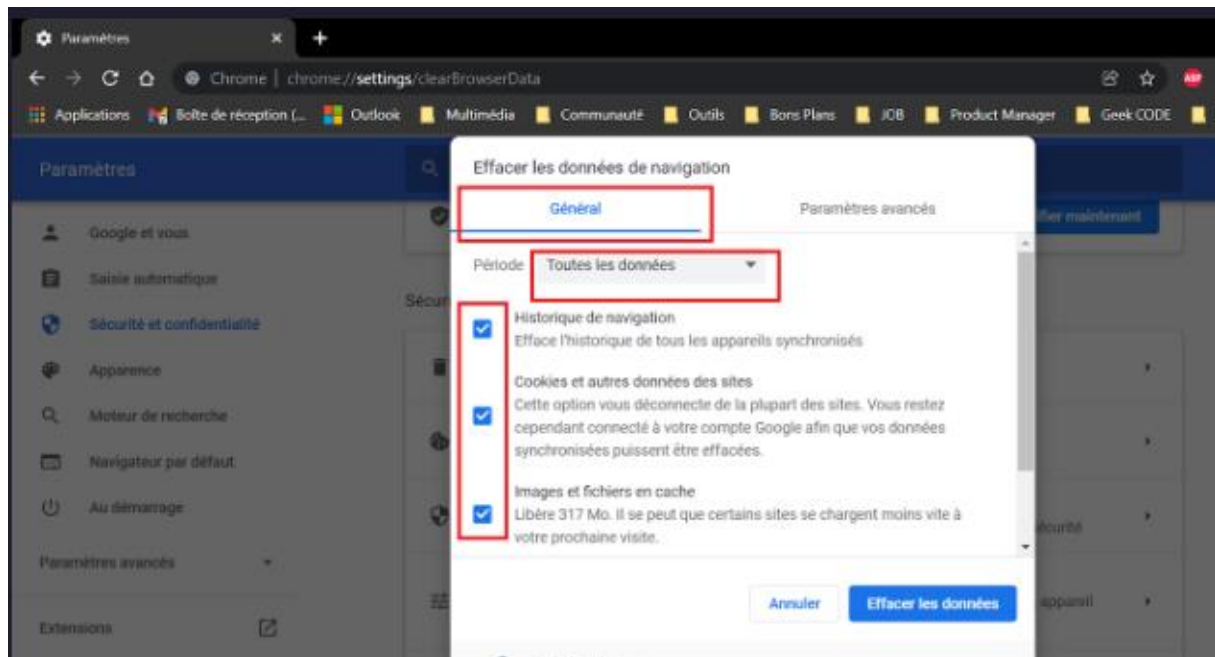 Paramètres
Chrome | chrome://settings/clearBrowserData
ABP
Applications
Boîte de réception (...
Outlook
Multimédia
Communauté
Outils
Bons Plans
JOB
Product Manager
Geek CODE
Paramètres
Effacer les données de navigation
Général
Paramètres avancés
Google et vous
Saisie automatique
Sécurité et confidentialité
Apparence
Moteur de recherche
Navigateur par défaut
Au démarrage
Paramètres avancés
Extensions
maintenant
Période
Toutes les données
Sécur
Historique de navigation
Efface l'historique de tous les appareils synchronisés
Cookies et autres données des sites
Cette option vous déconnecte de la plupart des sites. Vous restez
cependant connecté à votre compte Google afin que vos données
synchronisées puissent être effacées.
Images et fichiers en cache
Libère 317 Mo. Il se peut que certains sites se chargent moins vite à
votre prochaine visite.
écurité
appareil
Annuler
Effacer les données